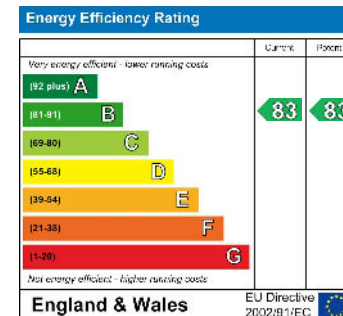 Energy Efficiency Rating
Current Potent
Very energy efficient - lower running costs
(92 plus) A
(81-91) B
(69-80) C
(55-68) D
(39-54) E
(21-38) F
(1-20) G
83 83
Not energy efficient - higher running costs
England & Wales
EU Directive
2002/91/EC